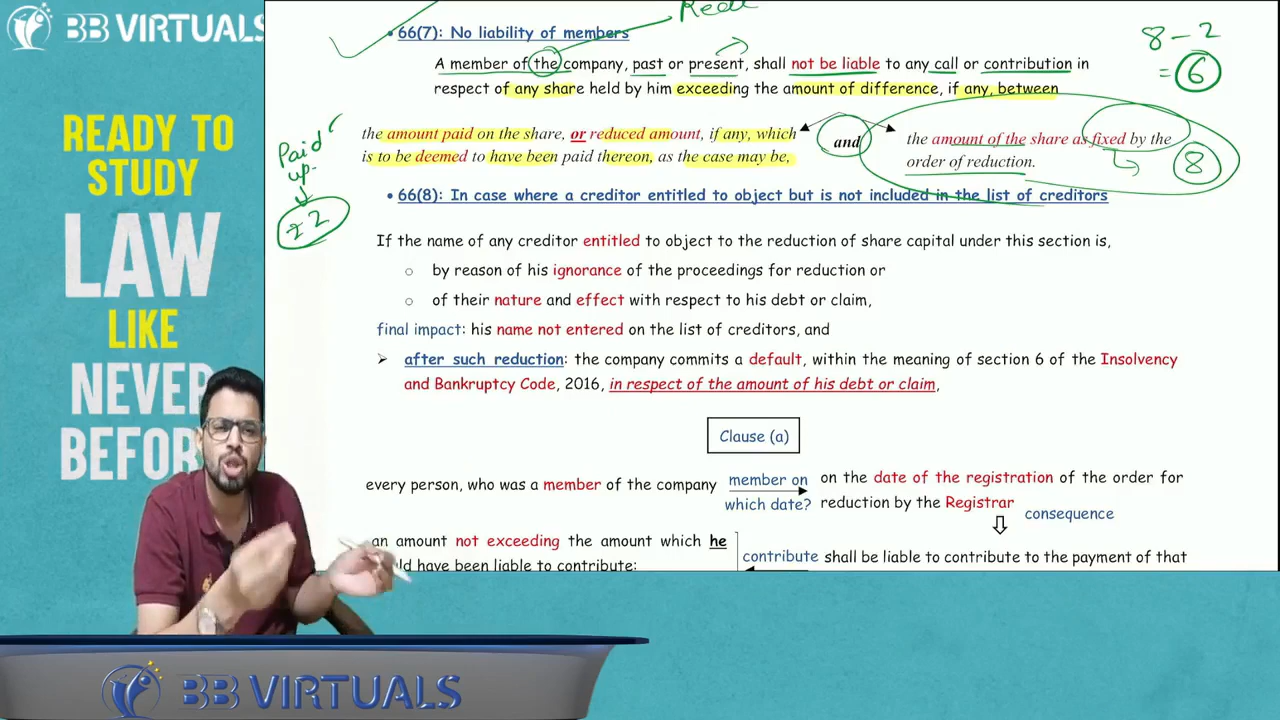 BB VIRTUALS
READY TO
STUDY
LAW
LIKE
NEVER
BEFOR
66(7): No liability of members
8 - 2
= 6
A member of the company, past or present, shall not be liable to any call or contribution in
respect of any share held by him exceeding the amount of difference, if any, between
Paid
up
₹2
the amount paid on the share, or reduced amount, if any, which
is to be deemed to have been paid thereon, as the case may be,
and
the amount of the share as fixed by the
order of reduction.
8
• 66(8): In case where a creditor entitled to object but is not included in the list of creditors
If the name of any creditor entitled to object to the reduction of share capital under this section is,
○ by reason of his ignorance of the proceedings for reduction or
○ of their nature and effect with respect to his debt or claim,
final impact: his name not entered on the list of creditors, and
➢ after such reduction: the company commits a default, within the meaning of section 6 of the Insolvency
and Bankruptcy Code, 2016, in respect of the amount of his debt or claim,
Clause (a)
every person, who was a member of the company
member on
which date?
on the date of the registration of the order for
reduction by the Registrar
consequence
an amount not exceeding the amount which he
have been liable to contribute:
contribute
shall be liable to contribute to the payment of that
BB VIRTUALS